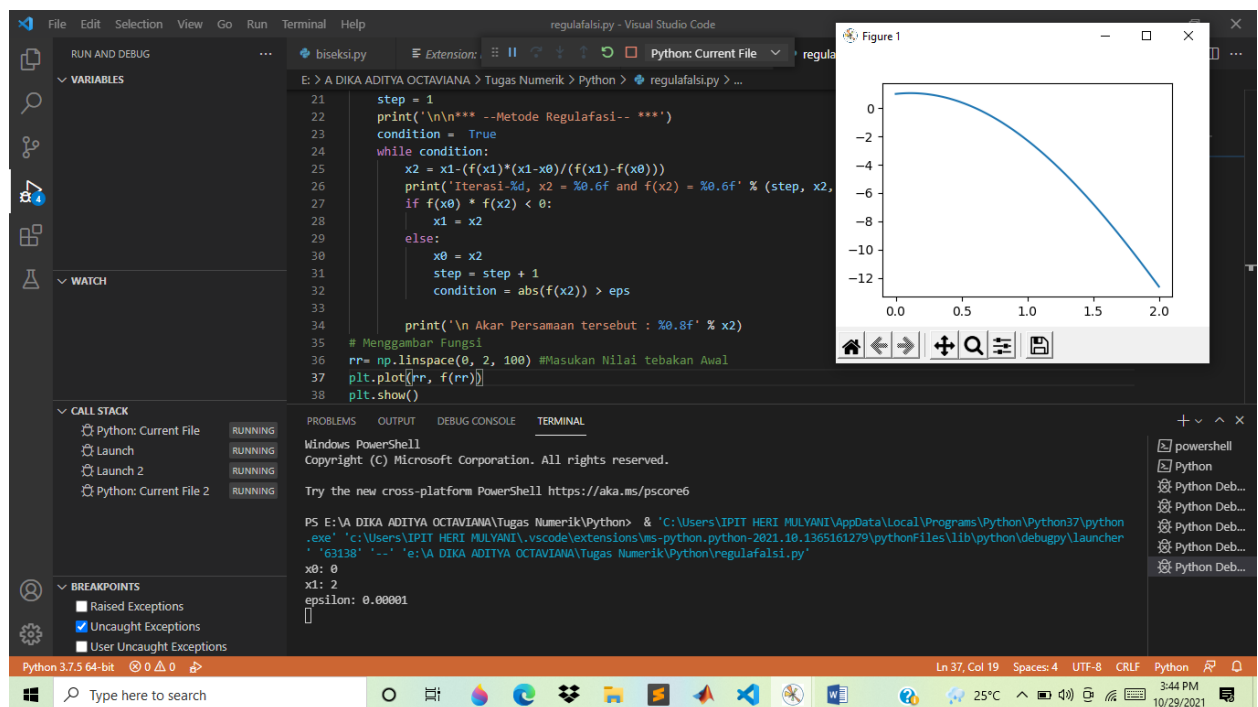 File Edit Selection View Go Run Terminal Help
regulafalsi.py - Visual Studio Code
RUN AND DEBUG
VARIABLES
WATCH
CALL STACK
Python: Current File RUNNING
Launch RUNNING
Launch 2 RUNNING
Python: Current File 2 RUNNING
BREAKPOINTS
Raised Exceptions
Uncaught Exceptions
User Uncaught Exceptions
4
biseksi.py
Extension:
Python: Current File
regula
E: > A DIKA ADITYA OCTAVIANA > Tugas Numerik > Python > regulafalsi.py > ...
21 step = 1
22 print('\n\n*** --Metode Regulafasi-- ***')
23 condition = True
24 while condition:
25 x2 = x1-(f(x1)*(x1-x0)/(f(x1)-f(x0)))
26 print('Iterasi-%d, x2 = %0.6f and f(x2) = %0.6f' % (step, x2,
27 if f(x0) * f(x2) < 0:
28 x1 = x2
29 else:
30 x0 = x2
31 step = step + 1
32 condition = abs(f(x2)) > eps
33
34 print('\n Akar Persamaan tersebut : %0.8f' % x2)
35 # Menggambar Fungsi
36 rr= np.linspace(0, 2, 100) #Masukan Nilai tebakan Awal
37 plt.plot(rr, f(rr))
38 plt.show()
Figure 1
0
−2
−4
−6
−8
−10
−12
0.0 0.5 1.0 1.5 2.0
PROBLEMS OUTPUT DEBUG CONSOLE TERMINAL
Windows PowerShell
Copyright (C) Microsoft Corporation. All rights reserved.
Try the new cross-platform PowerShell https://aka.ms/pscore6
PS E:\A DIKA ADITYA OCTAVIANA\Tugas Numerik\Python> & 'C:\Users\IPIT HERI MULYANI\AppData\Local\Programs\Python\Python37\python
.exe' 'c:\Users\IPIT HERI MULYANI\.vscode\extensions\ms-python.python-2021.10.1365161279\pythonFiles\lib\python\debugpy\launcher
' '63138' '--' 'e:\A DIKA ADITYA OCTAVIANA\Tugas Numerik\Python\regulafalsi.py'
x0: 0
x1: 2
epsilon: 0.00001
powershell
Python
Python Deb...
Python Deb...
Python Deb...
Python Deb...
Python Deb...
Python 3.7.5 64-bit 0 0
Ln 37, Col 19 Spaces: 4 UTF-8 CRLF Python
Type here to search
25°C
3:44 PM
10/29/2021